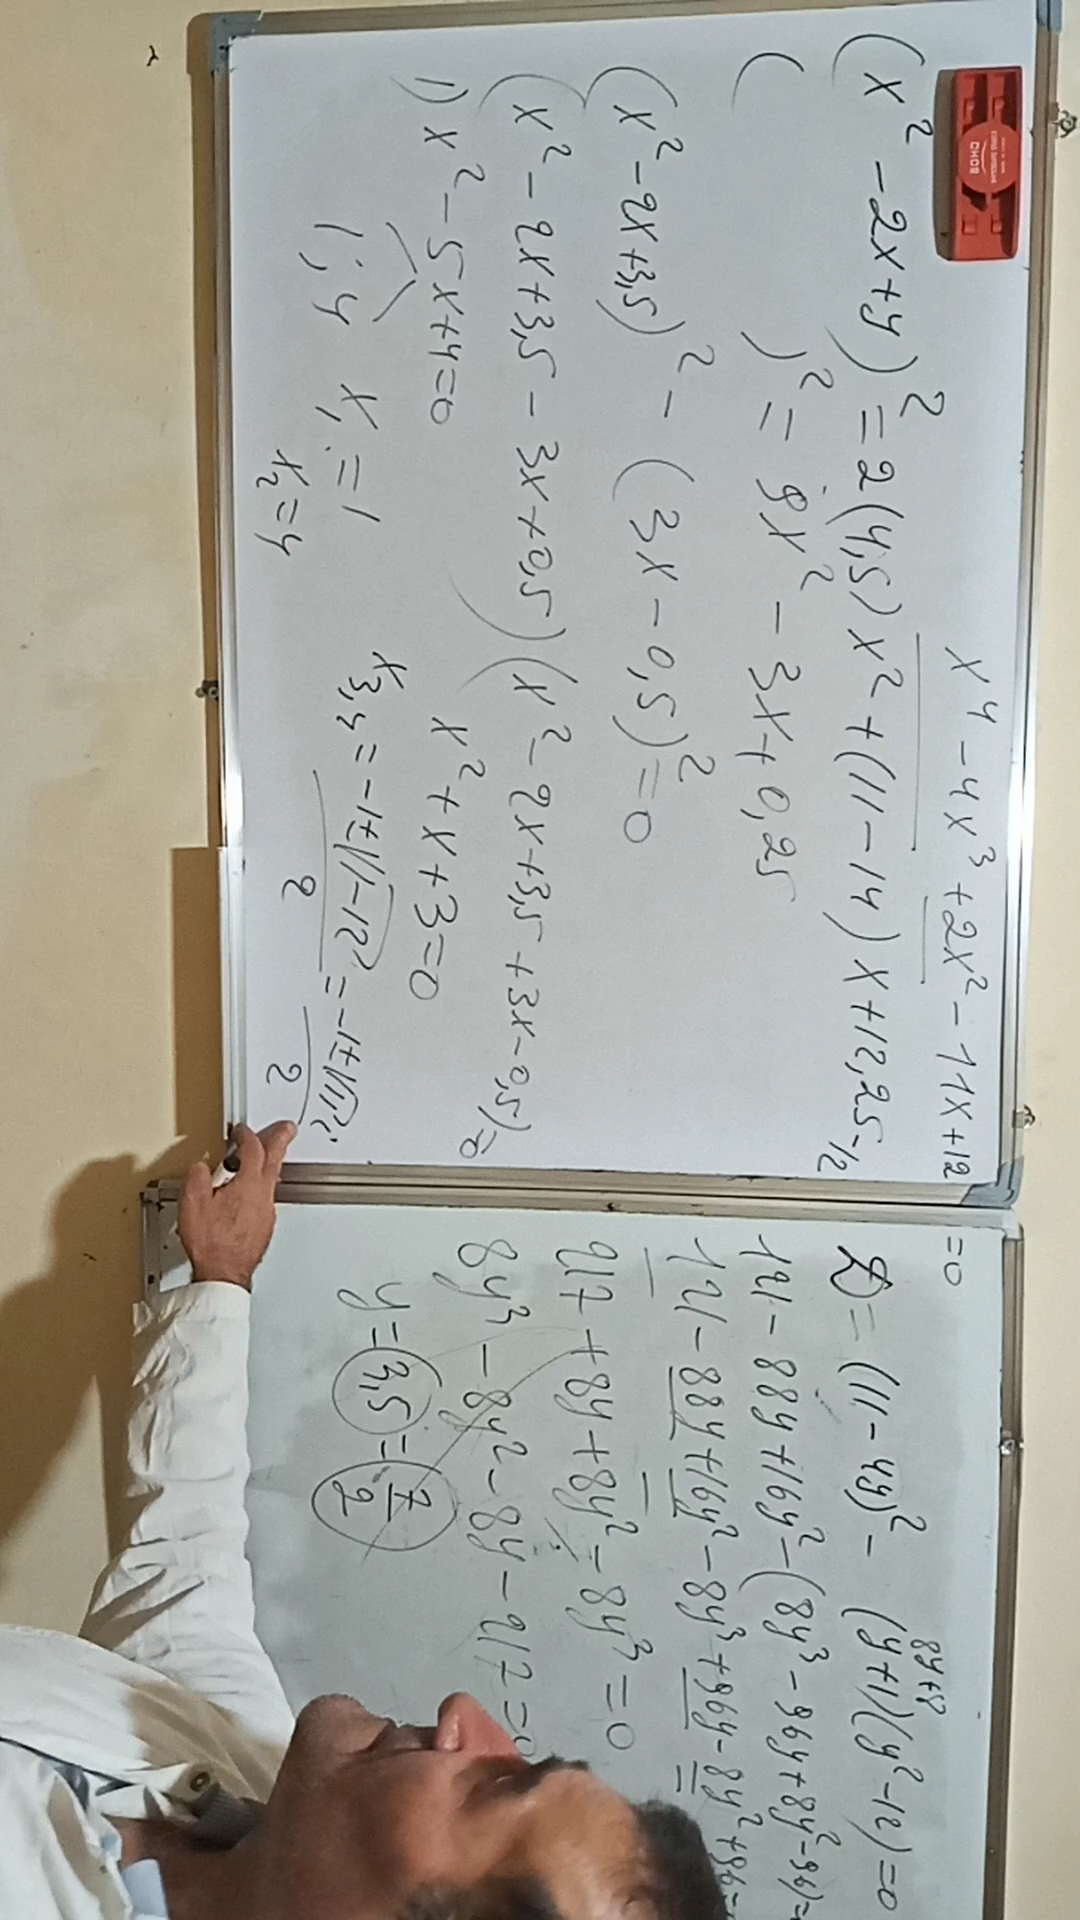 x⁴ - 4x³ + 2x² - 11x + 12 = 0
(x² - 2x + y)² = 2(4,5)x² + (11 - 14)x + 12,25 - 12
( )² = 9x² - 3x + 0,25
(x² - 2x + 3,5)² - (3x - 0,5)² = 0
(x² - 2x + 3,5 - 3x + 0,5)(x² - 2x + 3,5 + 3x - 0,5) = 0
1) x² - 5x + 4 = 0
x² + x + 3 = 0
1; 4
x₁ = 1
x₂ = 4
x₃,₄ = (-1 ± √(1 - 12))/2 = (-1 ± √11 i)/2
SOHO
8y + 8
D = (11 - 4y)² - (y + 1)(y² - 12) = 0
121 - 88y + 16y² - (8y³ - 96y + 8y² - 96) =
121 - 88y + 16y² - 8y³ + 96y - 8y² + 96 =
217 + 8y + 8y² - 8y³ = 0
8y³ - 8y² - 8y - 217 = 0
y = 3,5 = 7/2